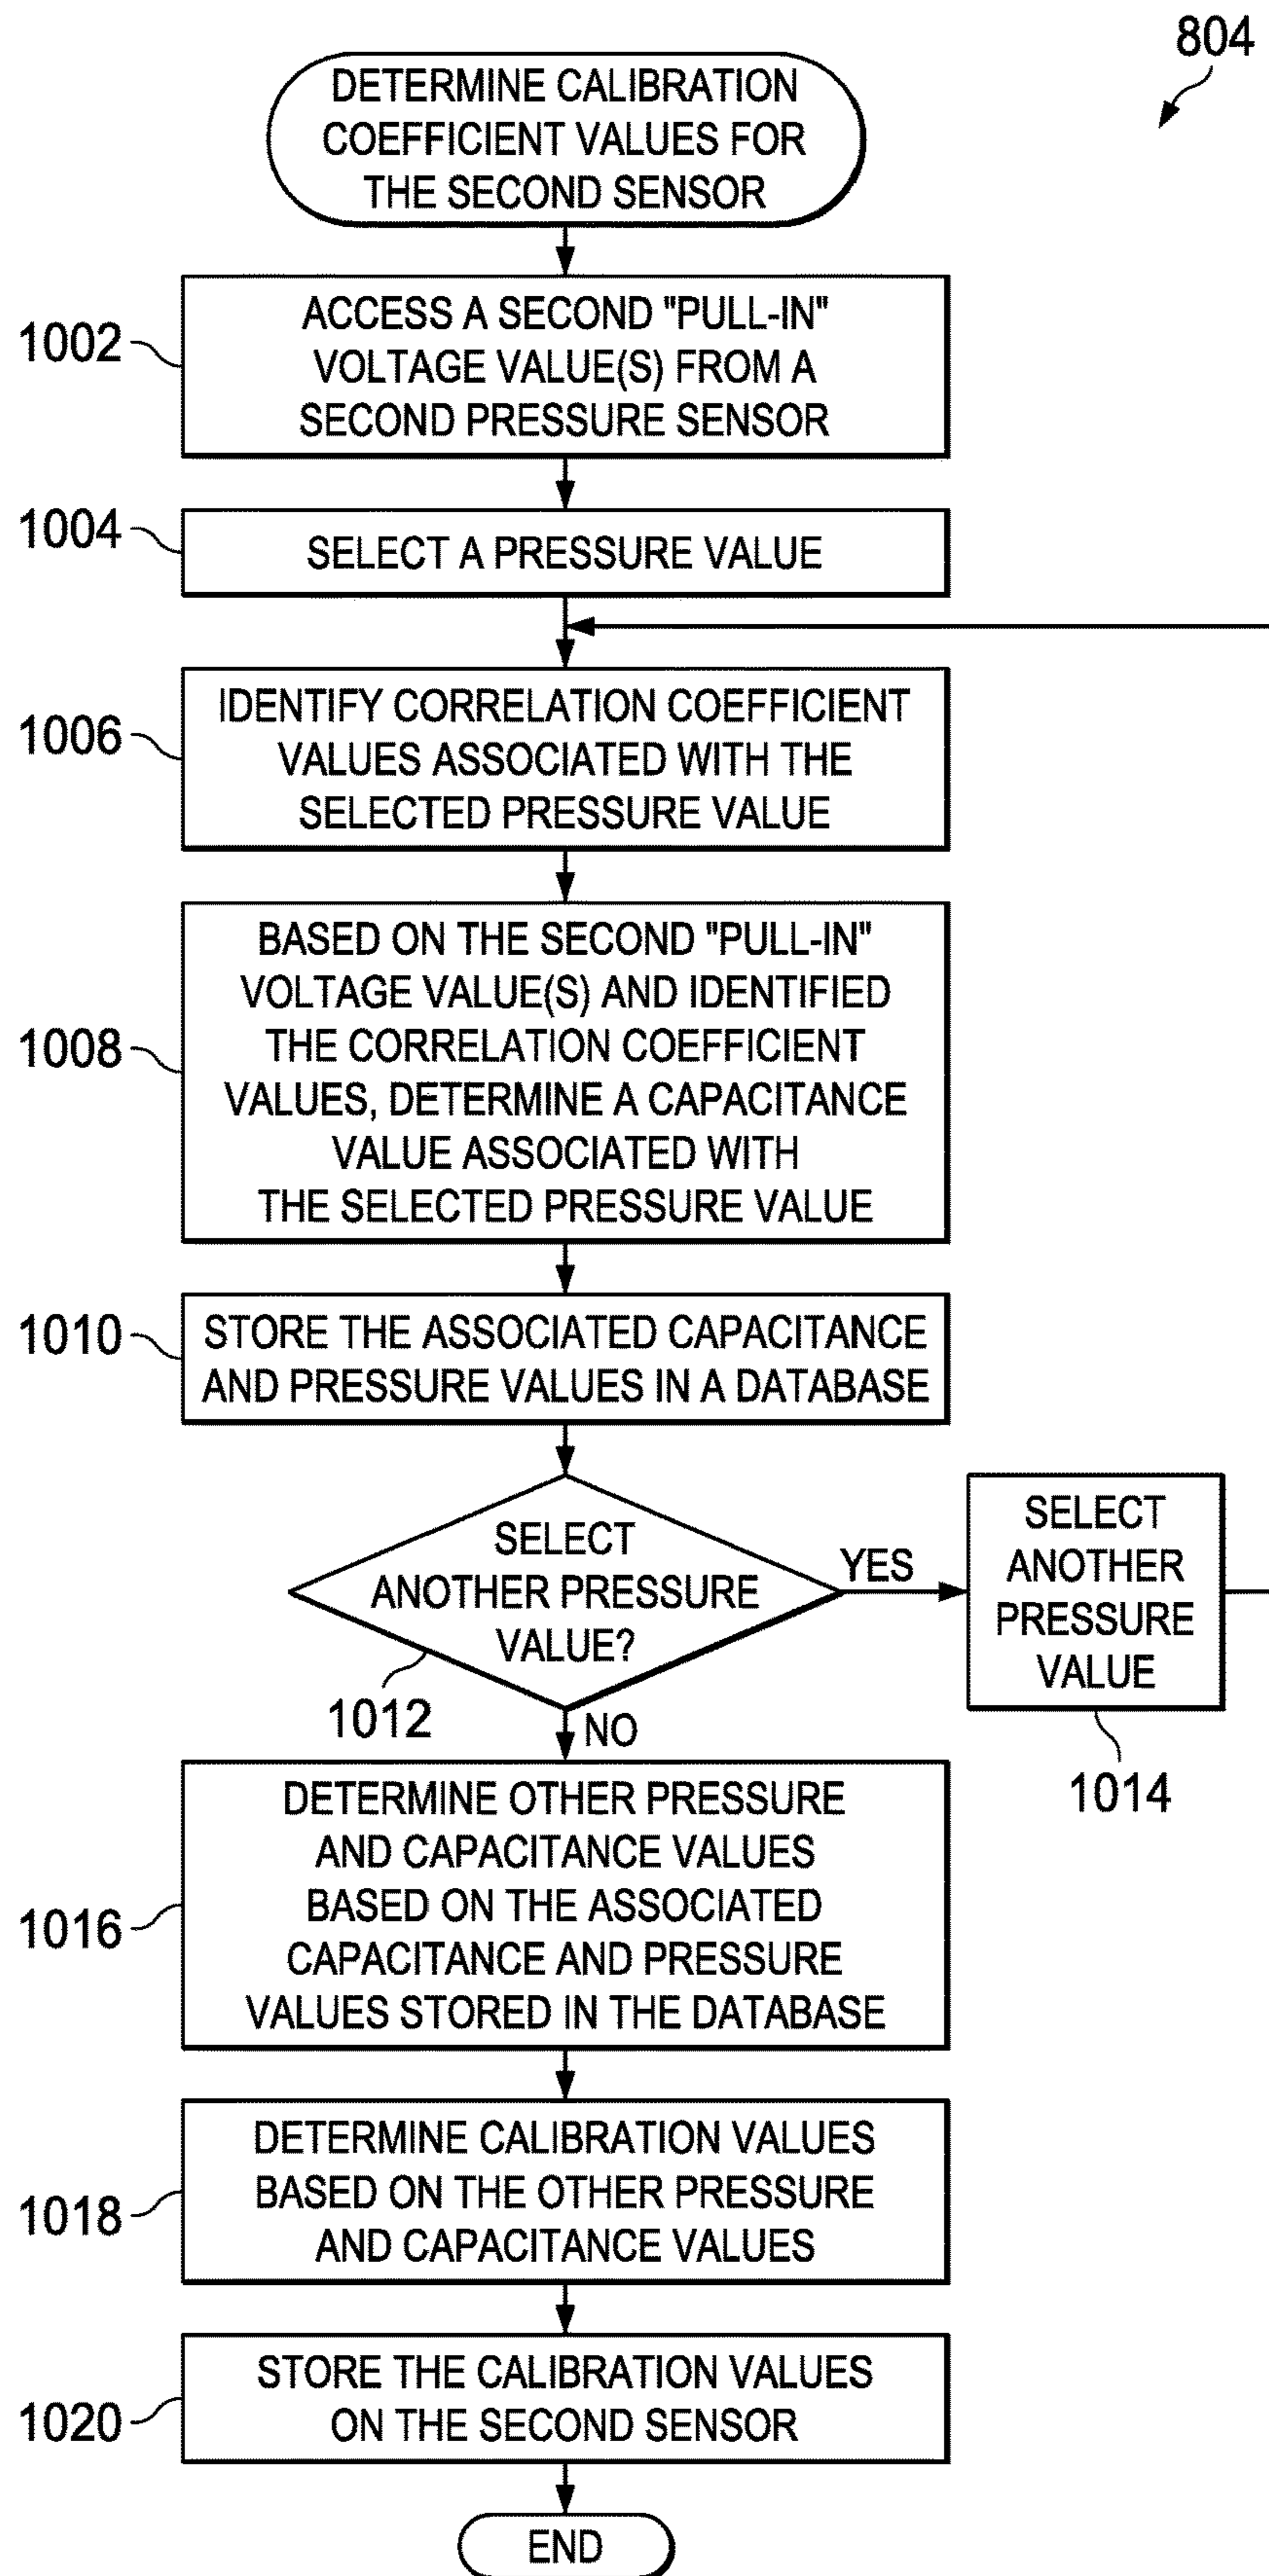 804
DETERMINE CALIBRATION
COEFFICIENT VALUES FOR
THE SECOND SENSOR
1002
ACCESS A SECOND "PULL-IN"
VOLTAGE VALUE(S) FROM A
SECOND PRESSURE SENSOR
1004
SELECT A PRESSURE VALUE
1006
IDENTIFY CORRELATION COEFFICIENT
VALUES ASSOCIATED WITH THE
SELECTED PRESSURE VALUE
1008
BASED ON THE SECOND "PULL-IN"
VOLTAGE VALUE(S) AND IDENTIFIED
THE CORRELATION COEFFICIENT
VALUES, DETERMINE A CAPACITANCE
VALUE ASSOCIATED WITH
THE SELECTED PRESSURE VALUE
1010
STORE THE ASSOCIATED CAPACITANCE
AND PRESSURE VALUES IN A DATABASE
SELECT
ANOTHER PRESSURE
VALUE?
1012
YES
SELECT
ANOTHER
PRESSURE
VALUE
1014
NO
1016
DETERMINE OTHER PRESSURE
AND CAPACITANCE VALUES
BASED ON THE ASSOCIATED
CAPACITANCE AND PRESSURE
VALUES STORED IN THE DATABASE
1018
DETERMINE CALIBRATION VALUES
BASED ON THE OTHER PRESSURE
AND CAPACITANCE VALUES
1020
STORE THE CALIBRATION VALUES
ON THE SECOND SENSOR
END